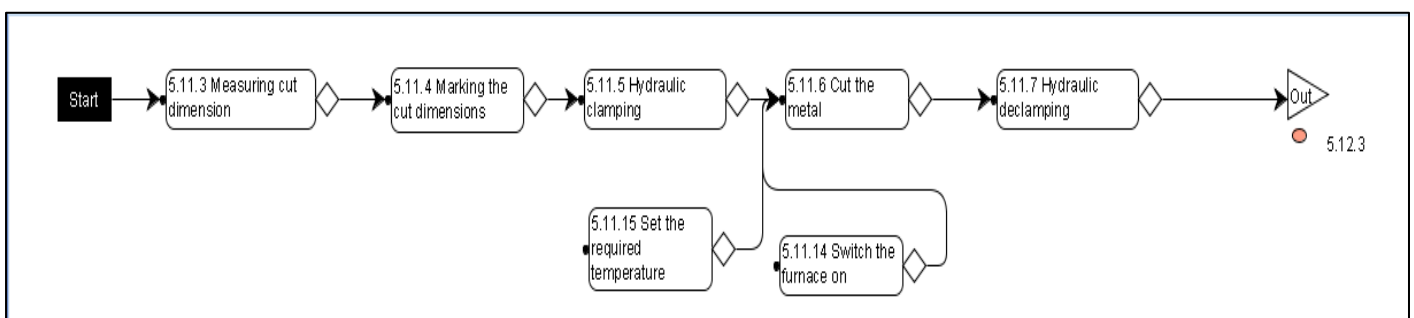 Start
5.11.3 Measuring cut
dimension
5.11.4 Marking the
cut dimensions
5.11.5 Hydraulic
clamping
5.11.6 Cut the
metal
5.11.7 Hydraulic
declamping
Out
5.12.3
5.11.15 Set the
required
temperature
5.11.14 Switch the
furnace on